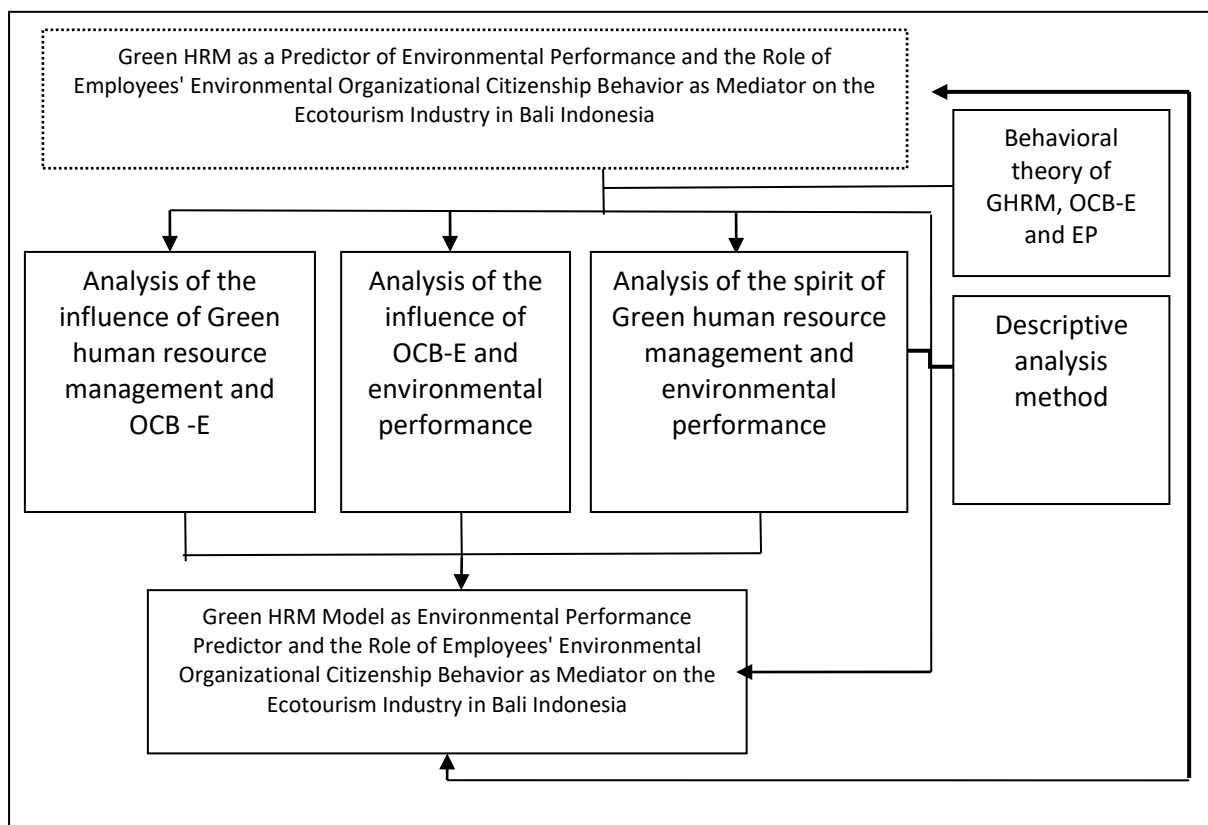 Green HRM as a Predictor of Environmental Performance and the Role of
Employees' Environmental Organizational Citizenship Behavior as Mediator on the
Ecotourism Industry in Bali Indonesia
Behavioral
theory of
GHRM, OCB-E
and EP
Analysis of the
influence of Green
human resource
management and
OCB -E
Analysis of the
influence of
OCB-E and
environmental
performance
Analysis of the spirit of
Green human resource
management and
environmental
performance
Descriptive
analysis
method
Green HRM Model as Environmental Performance
Predictor and the Role of Employees' Environmental
Organizational Citizenship Behavior as Mediator on the
Ecotourism Industry in Bali Indonesia